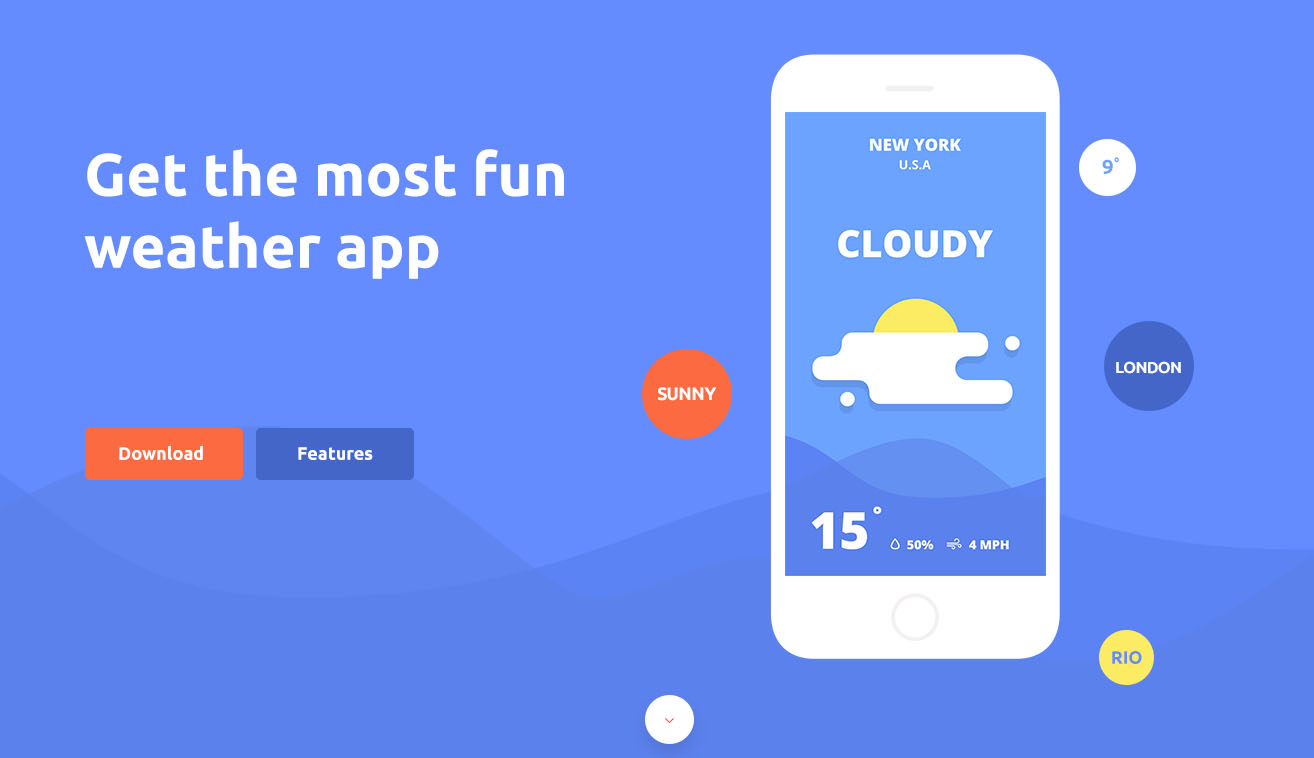 Get the most fun
weather app
Download
Features
SUNNY
NEW YORK
U.S.A
CLOUDY
15°
50%
4 MPH
9°
LONDON
RIO